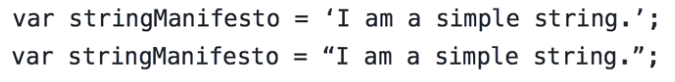 var stringManifesto = ‘I am a simple string.’;
var stringManifesto = “I am a simple string.”;